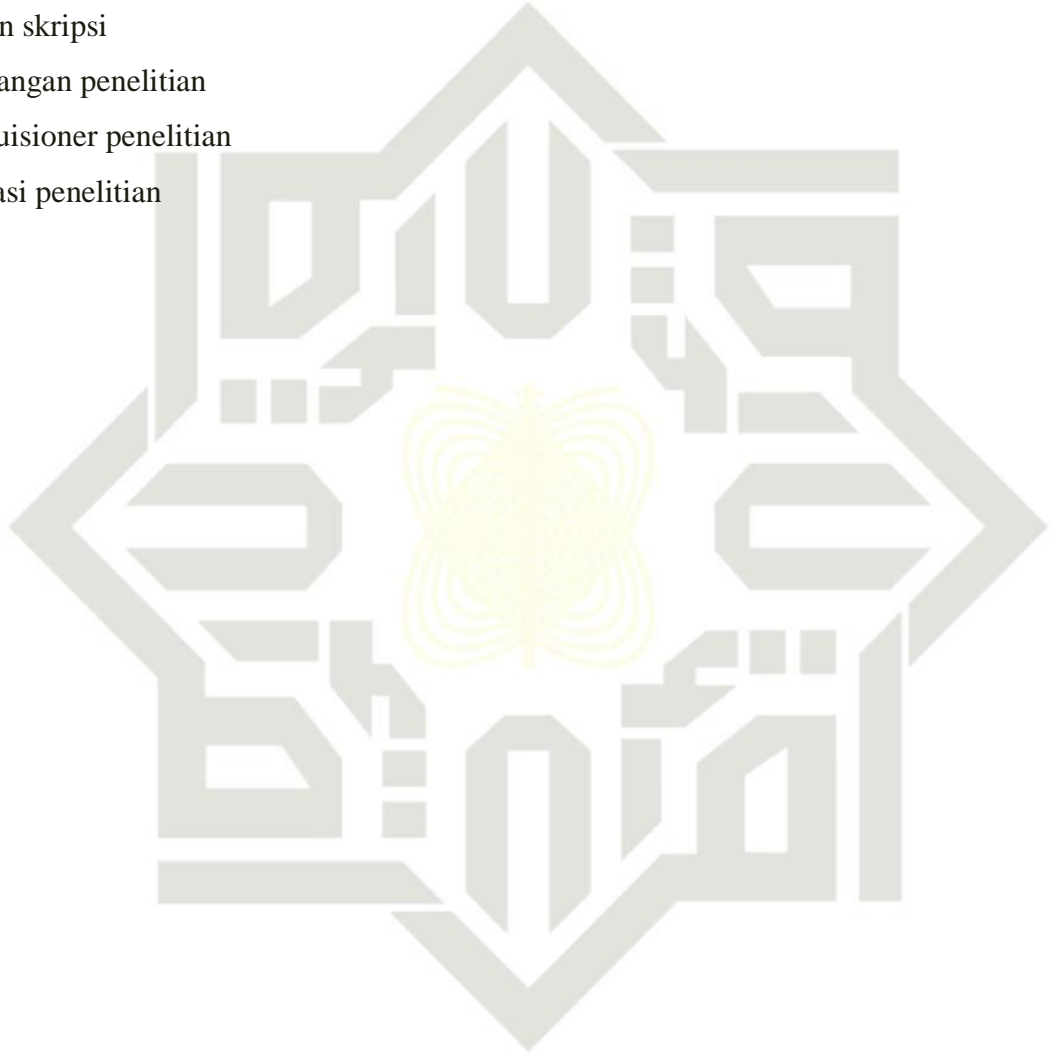 n skripsi
angan penelitian
uisioner penelitian
asi penelitian